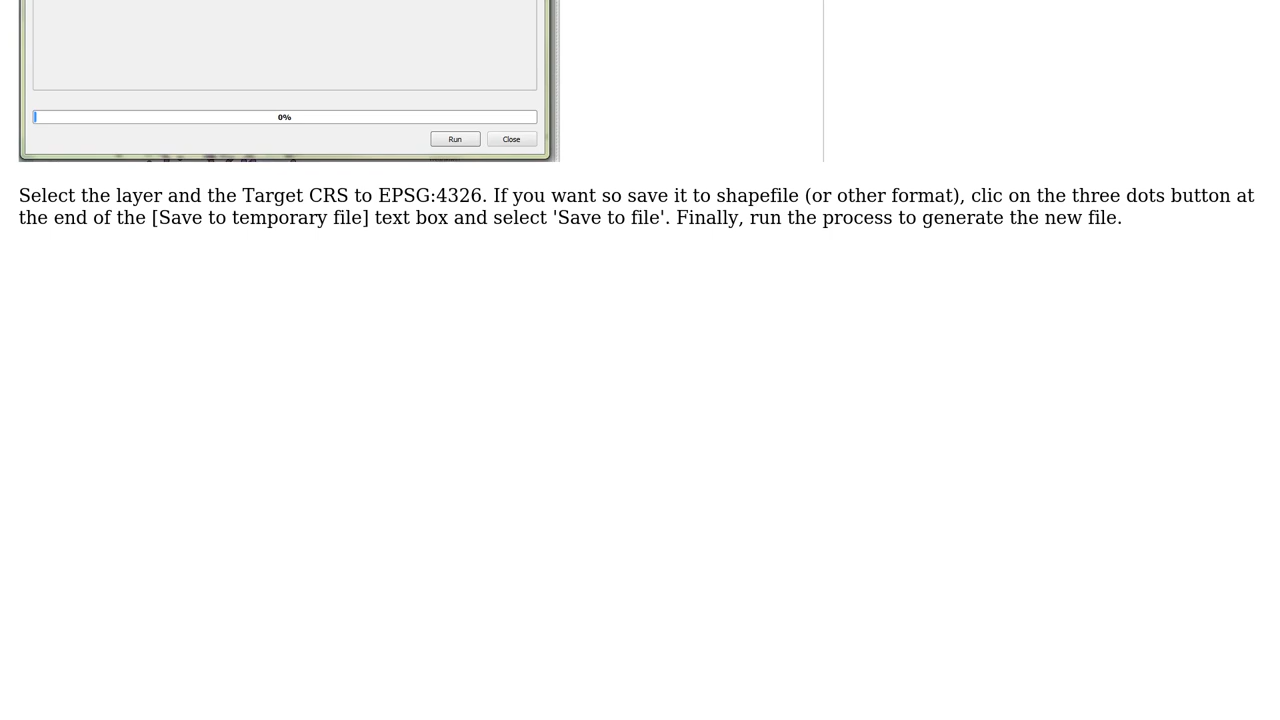 0%
Run Close
Select the layer and the Target CRS to EPSG:4326. If you want so save it to shapefile (or other format), clic on the three dots button at
the end of the [Save to temporary file] text box and select 'Save to file'. Finally, run the process to generate the new file.